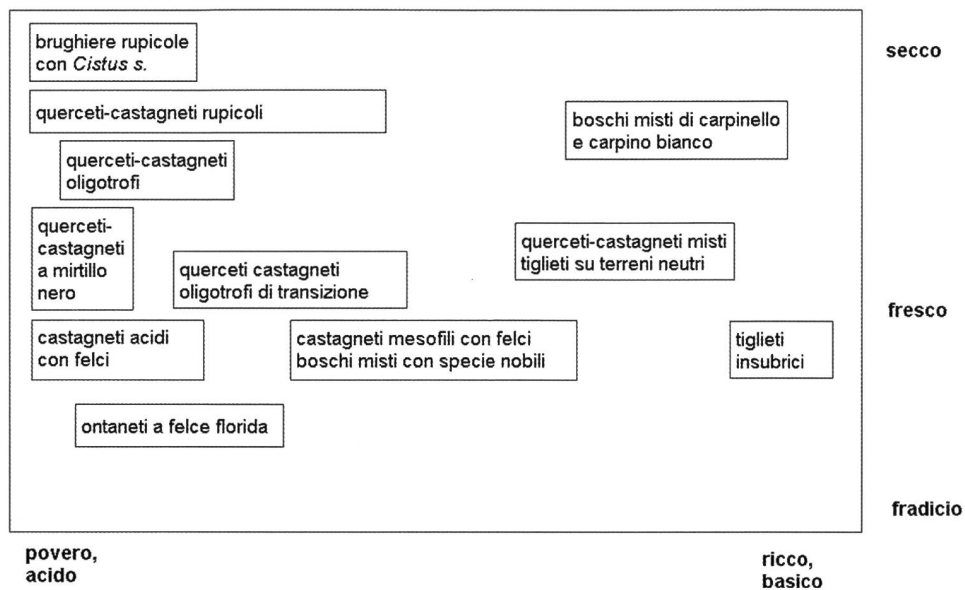 brughiere rupicole
con Cistus s.
secco
querceti-castagneti rupicoli
boschi misti di carpinello
e carpino bianco
querceti-castagneti
oligotrofi
querceti-
castagneti
a mirtillo
nero
querceti castagneti
oligotrofi di transizione
querceti-castagneti misti
tiglieti su terreni neutri
fresco
castagneti acidi
con felci
castagneti mesofili con felci
boschi misti con specie nobili
tiglieti
insubrici
ontaneti a felce florida
fradicio
povero,
acido
ricco,
basico